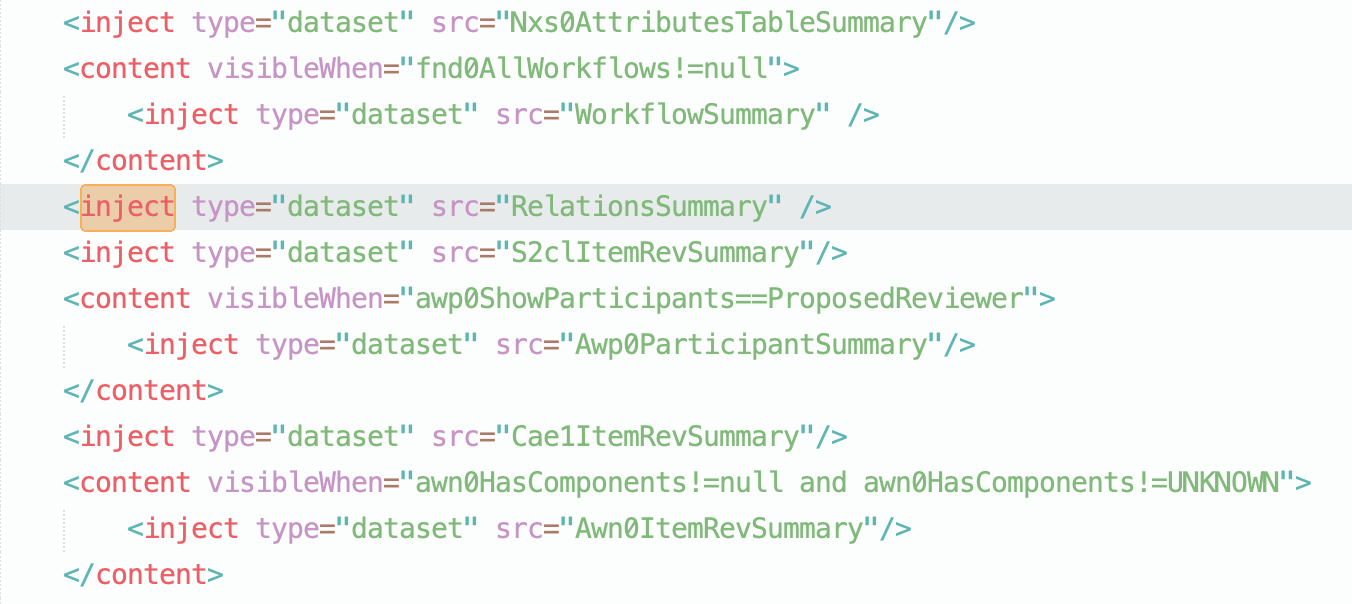 <inject type="dataset" src="Nxs0AttributesTableSummary"/>
<content visibleWhen="fnd0AllWorkflows!=null">
<inject type="dataset" src="WorkflowSummary" />
</content>
<inject type="dataset" src="RelationsSummary" />
<inject type="dataset" src="S2clItemRevSummary"/>
<content visibleWhen="awp0ShowParticipants==ProposedReviewer">
<inject type="dataset" src="Awp0ParticipantSummary"/>
</content>
<inject type="dataset" src="Cae1ItemRevSummary"/>
<content visibleWhen="awn0HasComponents!=null and awn0HasComponents!=UNKNOWN">
<inject type="dataset" src="Awn0ItemRevSummary"/>
</content>